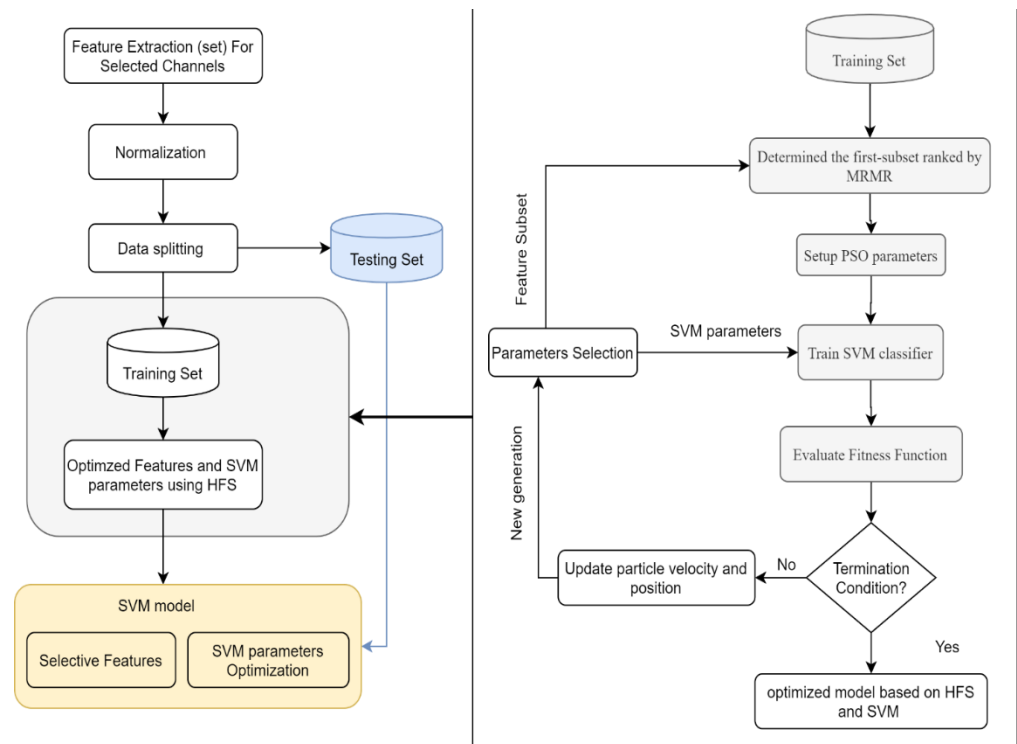 Feature Extraction (set) For
Selected Channels
Normalization
Data splitting
Testing Set
Training Set
Optimzed Features and SVM
parameters using HFS
SVM model
Selective Features
SVM parameters
Optimization
Training Set
Determined the first-subset ranked by
MRMR
Feature Subset
Setup PSO parameters
SVM parameters
Parameters Selection
Train SVM classifier
Evaluate Fitness Function
New generation
Update particle velocity and
position
No
Termination
Condition?
Yes
optimized model based on HFS
and SVM